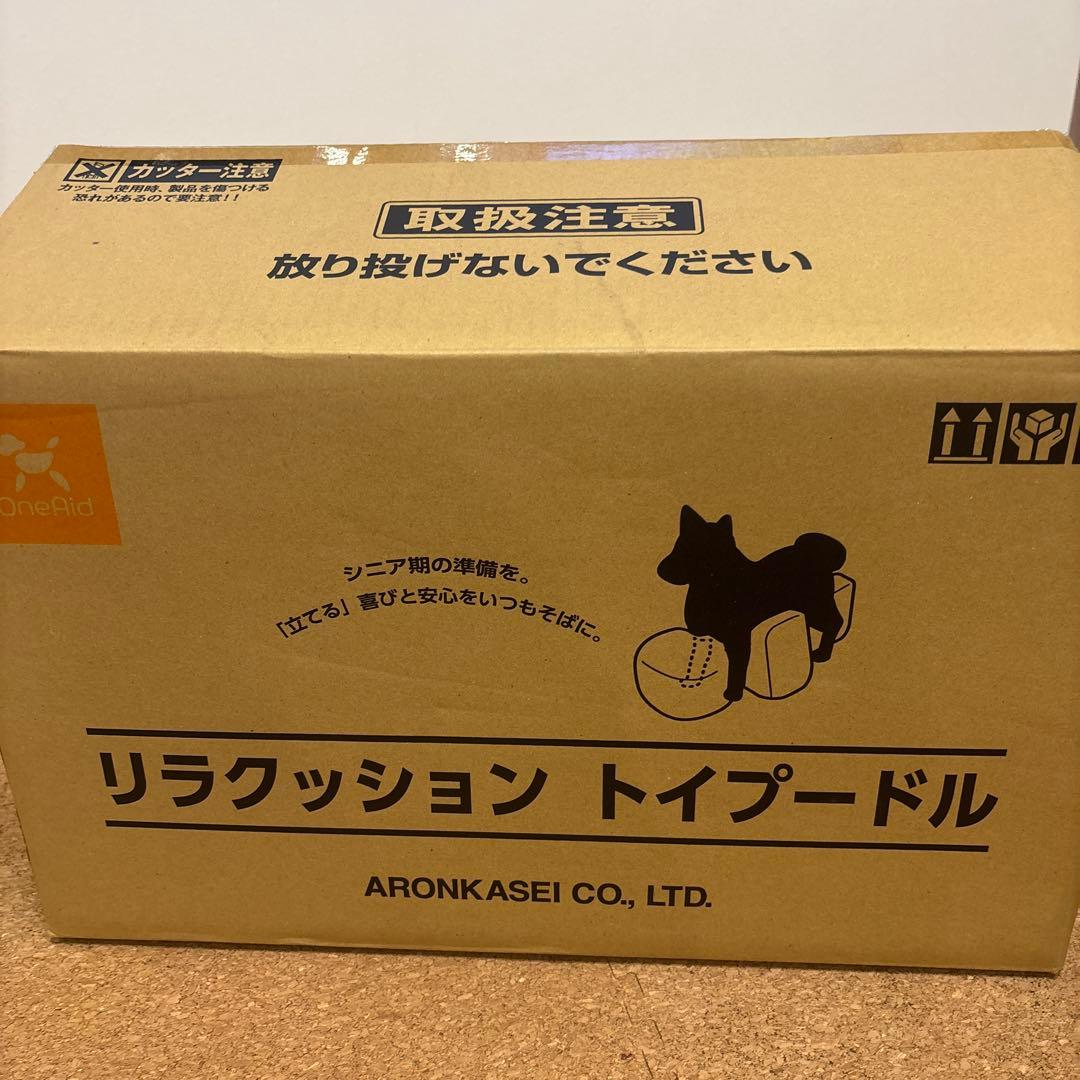 カッター注意
カッター使用時、製品を傷つける
恐れがあるので要注意!!
取扱注意
放り投げないでください
OneAid
シニア期の準備を。
「立てる」喜びと安心をいつもそばに。
リラクッション トイプードル
ARONKASEI CO., LTD.